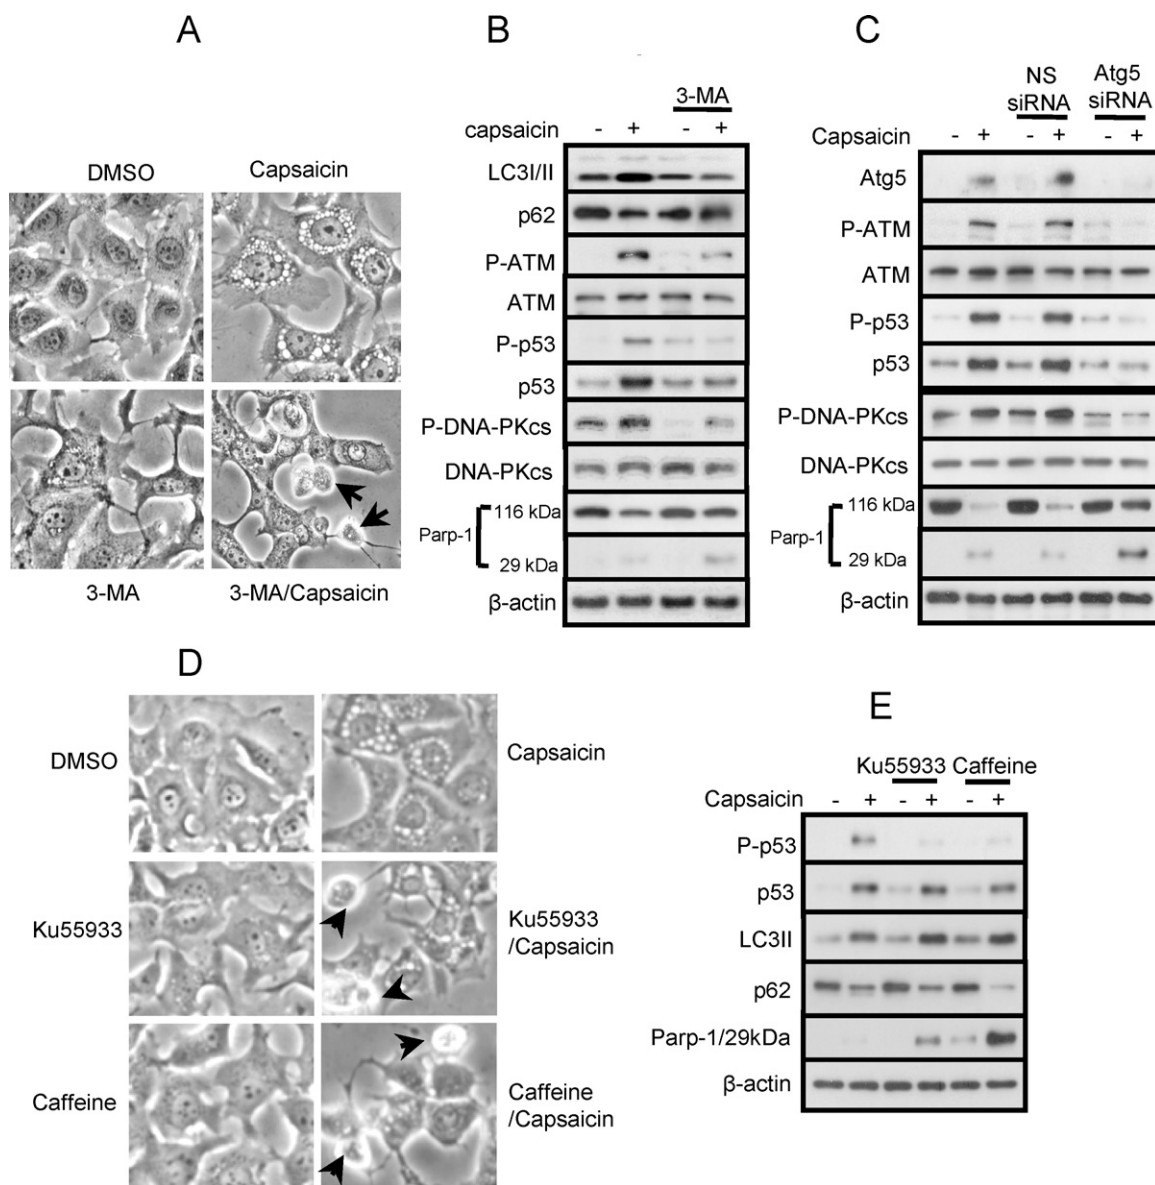 A
DMSO
Capsaicin
3-MA
3-MA/Capsaicin
B
3-MA
capsaicin - + - +
LC3I/II
p62
P-ATM
ATM
P-p53
p53
P-DNA-PKcs
DNA-PKcs
Parp-1
116 kDa
29 kDa
β-actin
C
NS siRNA
Atg5 siRNA
Capsaicin - + - + - +
Atg5
P-ATM
ATM
P-p53
p53
P-DNA-PKcs
DNA-PKcs
Parp-1
116 kDa
29 kDa
β-actin
D
DMSO
Capsaicin
Ku55933
Ku55933
/Capsaicin
Caffeine
Caffeine
/Capsaicin
E
Ku55933 Caffeine
Capsaicin - + - + - +
P-p53
p53
LC3II
p62
Parp-1/29kDa
β-actin